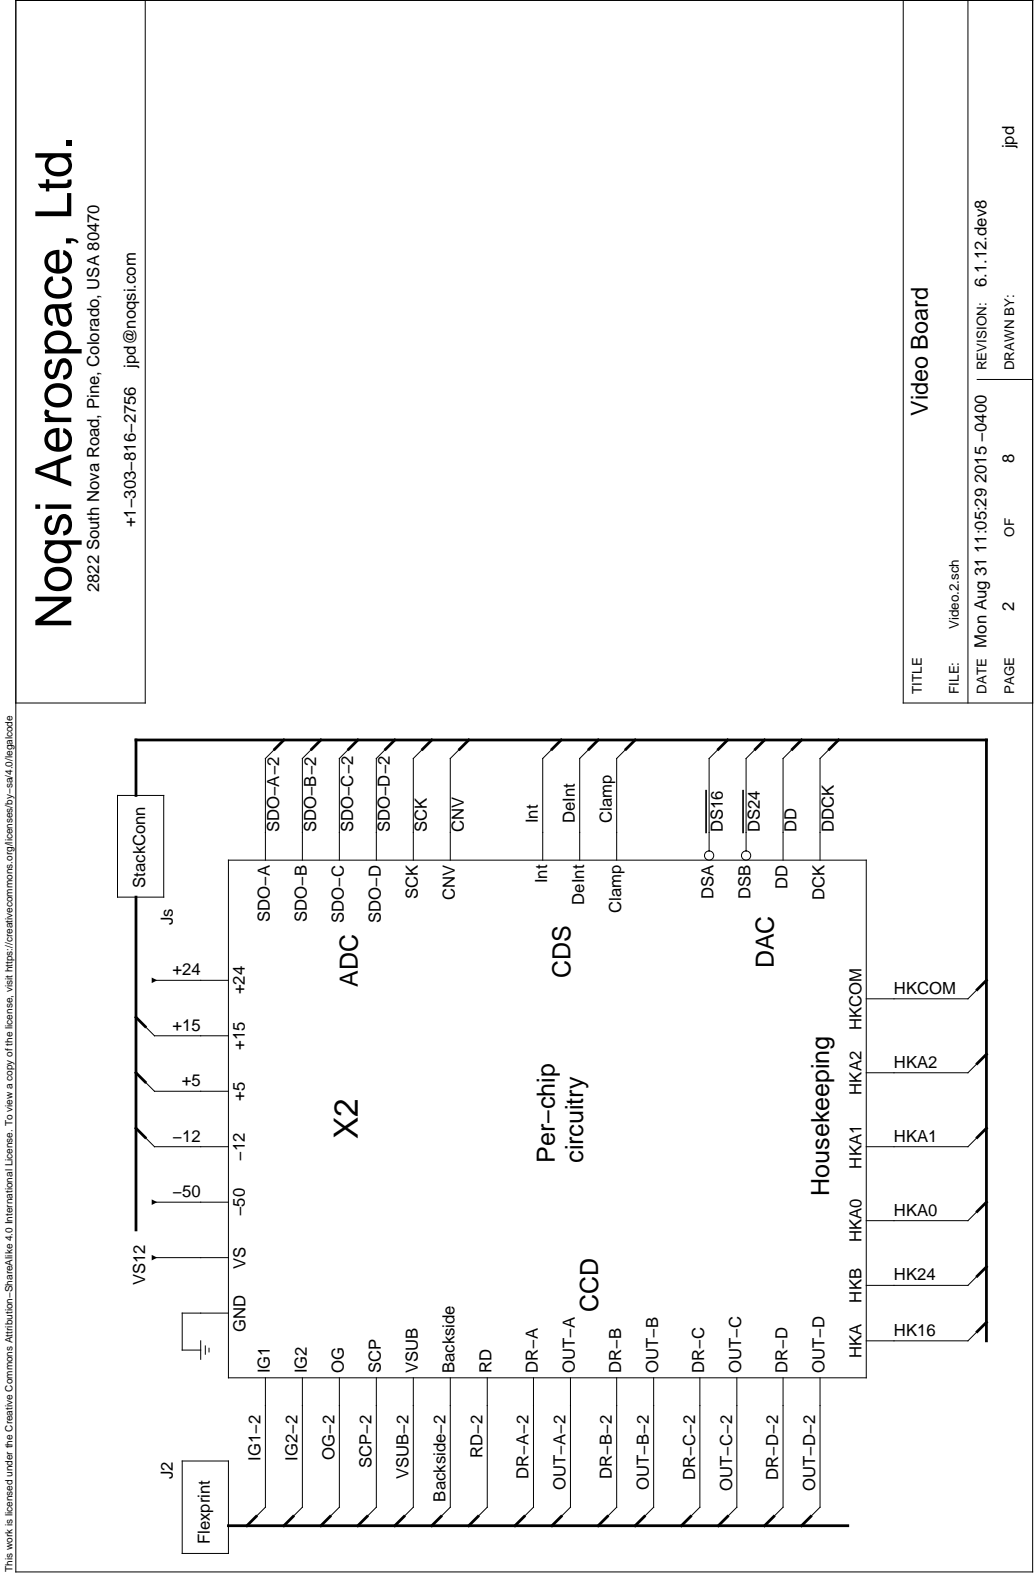 This work is licensed under the Creative Commons Attribution−ShareAlike 4.0 International License. To view a copy of the license, visit https://creativecommons.org/licenses/by−sa/4.0/legalcode
Noqsi Aerospace, Ltd.
2822 South Nova Road, Pine, Colorado, USA 80470
+1−303−816−2756 jpd@noqsi.com
StackConn
Js
J2
Flexprint
VS12
−50
−12
+5
+15
+24
GND
VS
−50
−12
+5
+15
+24
X2
Per−chip
circuitry
ADC
CDS
DAC
CCD
Housekeeping
IG1−2
IG2−2
OG−2
SCP−2
VSUB−2
Backside−2
RD−2
DR−A−2
OUT−A−2
DR−B−2
OUT−B−2
DR−C−2
OUT−C−2
DR−D−2
OUT−D−2
IG1
IG2
OG
SCP
VSUB
Backside
RD
DR−A
OUT−A
DR−B
OUT−B
DR−C
OUT−C
DR−D
OUT−D
SDO−A
SDO−B
SDO−C
SDO−D
SCK
CNV
Int
DeInt
Clamp
DSA
DSB
DD
DCK
SDO−A−2
SDO−B−2
SDO−C−2
SDO−D−2
SCK
CNV
Int
DeInt
Clamp
DS16
DS24
DD
DDCK
HKA
HKB
HKA0
HKA1
HKA2
HKCOM
HK16
HK24
HKA0
HKA1
HKA2
HKCOM
TITLE
Video Board
FILE: Video.2.sch
DATE Mon Aug 31 11:05:29 2015 −0400
REVISION: 6.1.12.dev8
PAGE 2 OF 8
DRAWN BY: jpd